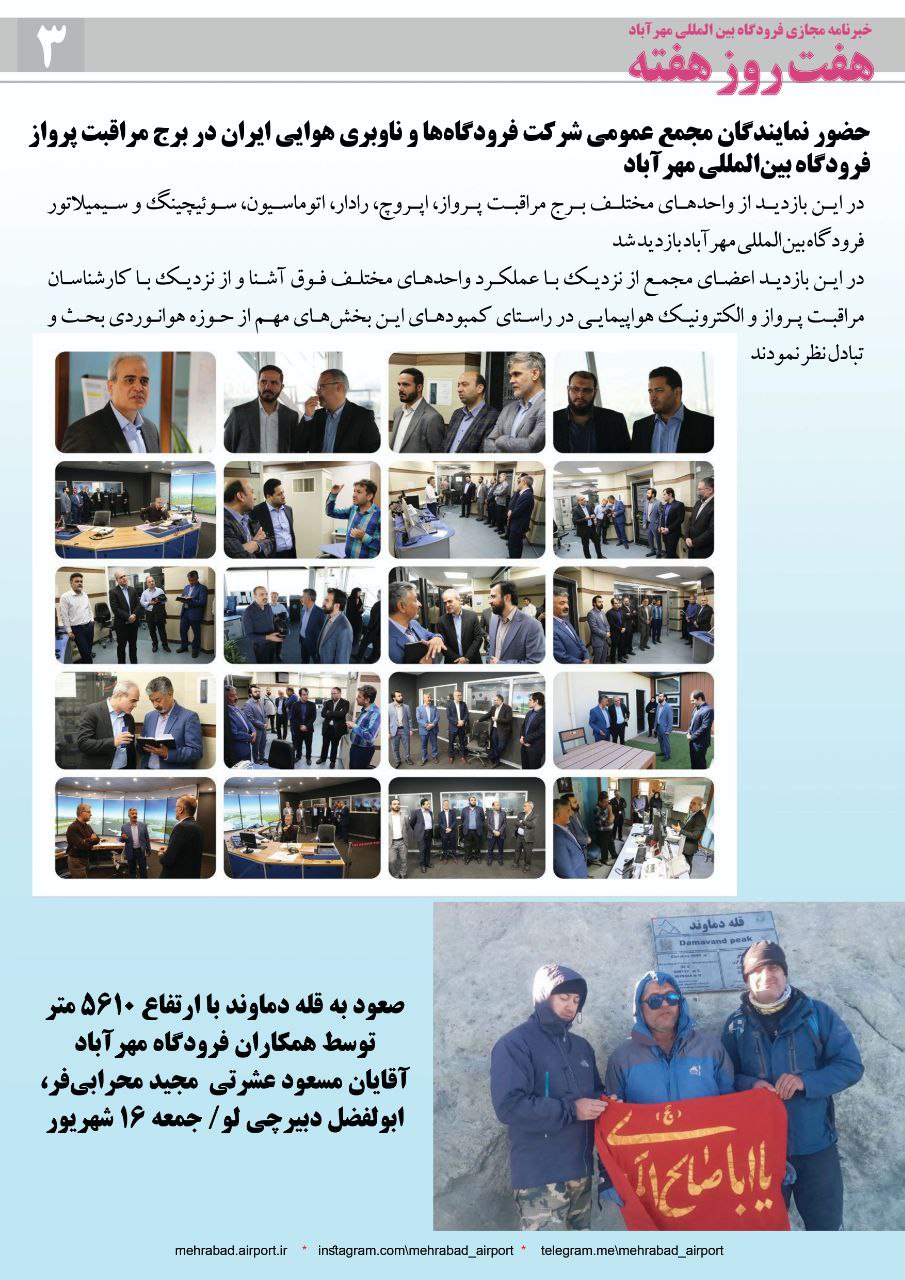 خبرنامه مجازی فرودگاه بین المللی مهرآباد
هفت روز هفته
۳
حضور نمایندگان مجمع عمومی شرکت فرودگاه‌ها و ناوبری هوایی ایران در برج مراقبت پرواز
فرودگاه بین‌المللی مهرآباد
در این بازدید از واحدهای مختلف برج مراقبت پرواز، اپروچ، رادار، اتوماسیون، سوئیچینگ و سیمیلاتور
فرودگاه بین‌المللی مهرآباد بازدید شد
در این بازدید اعضای مجمع از نزدیک با عملکرد واحدهای مختلف فوق آشنا و از نزدیک با کارشناسان
مراقبت پرواز و الکترونیک هواپیمایی در راستای کمبودهای این بخش‌های مهم از حوزه هوانوردی بحث و
تبادل نظر نمودند
قله دماوند
Damavand peak
صعود به قله دماوند با ارتفاع ۵۶۱۰ متر
توسط همکاران فرودگاه مهرآباد
آقایان مسعود عشرتی مجید محرابی‌فر،
ابولفضل دبیرچی لو/ جمعه ۱۶ شهریور
(عج)
یا اباصالح
mehrabad.airport.ir * instagram.com\mehrabad_airport * telegram.me\mehrabad_airport